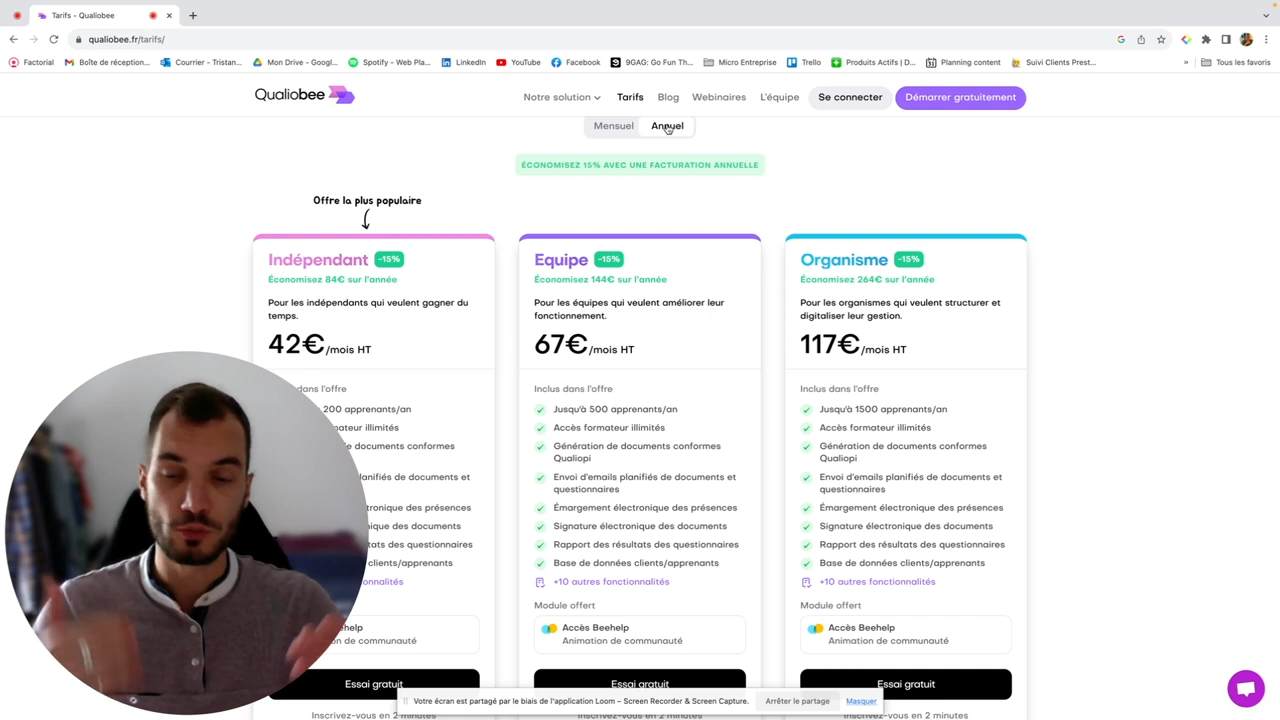 Tarifs - Qualiobee
qualiobee.fr/tarifs/
Factorial
Boîte de réception...
Courrier - Tristan...
Mon Drive - Googl...
Spotify - Web Pla...
LinkedIn
YouTube
Facebook
9GAG: Go Fun Th...
Micro Entreprise
Trello
Produits Actifs | D...
Planning content
Suivi Clients Prest...
»
Tous les favoris
Qualiobee
Notre solution
Tarifs
Blog
Webinaires
L'équipe
Se connecter
Démarrer gratuitement
Mensuel
Annuel
ÉCONOMISEZ 15% AVEC UNE FACTURATION ANNUELLE
Offre la plus populaire
Indépendant -15%
Économisez 84€ sur l'année
Pour les indépendants qui veulent gagner du
temps.
42€/mois HT
dans l'offre
200 apprenants/an
illimités
de documents conformes
planifiés de documents et
des présences
des documents
des questionnaires
clients/apprenants
Animation de communauté
Essai gratuit
Inscrivez-vous en 2 minutes
Equipe -15%
Économisez 144€ sur l'année
Pour les équipes qui veulent améliorer leur
fonctionnement.
67€/mois HT
Inclus dans l'offre
Jusqu'à 500 apprenants/an
Accès formateur illimités
Génération de documents conformes
Qualiopi
Envoi d'emails planifiés de documents et
questionnaires
Émargement électronique des présences
Signature électronique des documents
Rapport des résultats des questionnaires
Base de données clients/apprenants
+10 autres fonctionnalités
Module offert
Accès Beehelp
Animation de communauté
Essai gratuit
Organisme -15%
Économisez 264€ sur l'année
Pour les organismes qui veulent structurer et
digitaliser leur gestion.
117€/mois HT
Inclus dans l'offre
Jusqu'à 1500 apprenants/an
Accès formateur illimités
Génération de documents conformes
Qualiopi
Envoi d'emails planifiés de documents et
questionnaires
Émargement électronique des présences
Signature électronique des documents
Rapport des résultats des questionnaires
Base de données clients/apprenants
+10 autres fonctionnalités
Module offert
Accès Beehelp
Animation de communauté
Essai gratuit
Inscrivez-vous en 2 minutes
Votre écran est partagé par le biais de l'application Loom – Screen Recorder & Screen Capture.
Arrêter le partage
Masquer